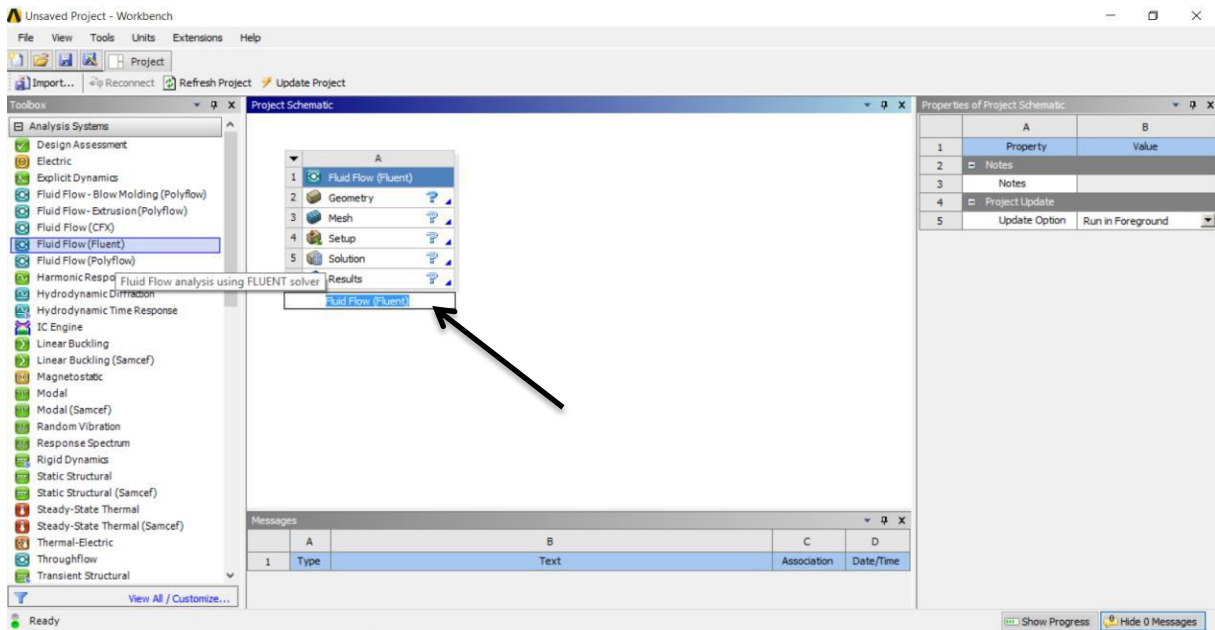 Unsaved Project - Workbench
File View Tools Units Extensions Help
Project
Import... Reconnect Refresh Project Update Project
Toolbox
Analysis Systems
Design Assessment
Electric
Explicit Dynamics
Fluid Flow - Blow Molding (Polyflow)
Fluid Flow - Extrusion (Polyflow)
Fluid Flow (CFX)
Fluid Flow (Fluent)
Fluid Flow (Polyflow)
Harmonic
Fluid Flow analysis using FLUENT solver
Hydrodynamic Diffraction
Hydrodynamic Time Response
IC Engine
Linear Buckling
Linear Buckling (Samcef)
Magnetostatic
Modal
Modal (Samcef)
Random Vibration
Response Spectrum
Rigid Dynamics
Static Structural
Static Structural (Samcef)
Steady-State Thermal
Steady-State Thermal (Samcef)
Thermal-Electric
Throughflow
Transient Structural
View All / Customize...
Project Schematic
A
1 Fluid Flow (Fluent)
2 Geometry ?
3 Mesh ?
4 Setup ?
5 Solution ?
Results ?
Fluid Flow (Fluent)
Messages
A B C D
1 Type Text Association Date/Time
Properties of Project Schematic
A B
1 Property Value
2 Notes
3 Notes
4 Project Update
5 Update Option Run in Foreground
Ready
Show Progress Hide 0 Messages